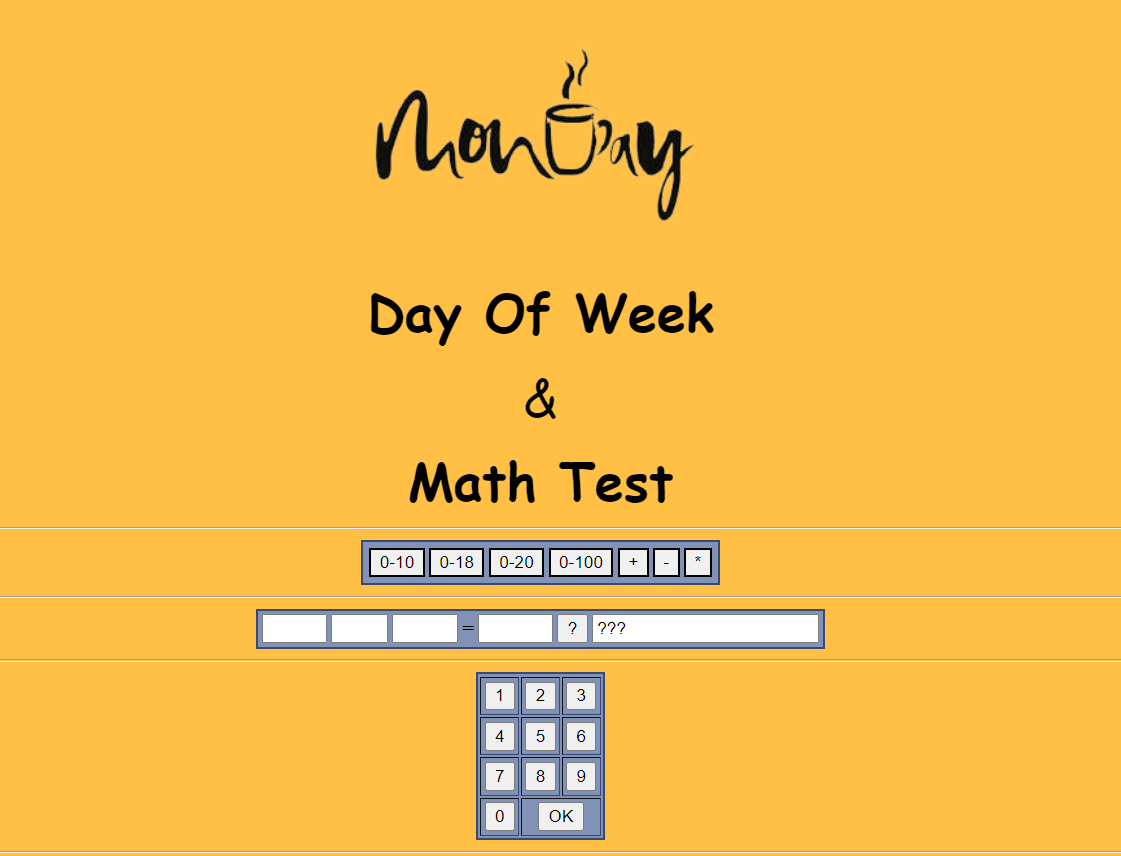 MonDay
Day Of Week
&
Math Test
0-10 0-18 0-20 0-100 + - *
= ? ???
1 2 3
4 5 6
7 8 9
0 OK